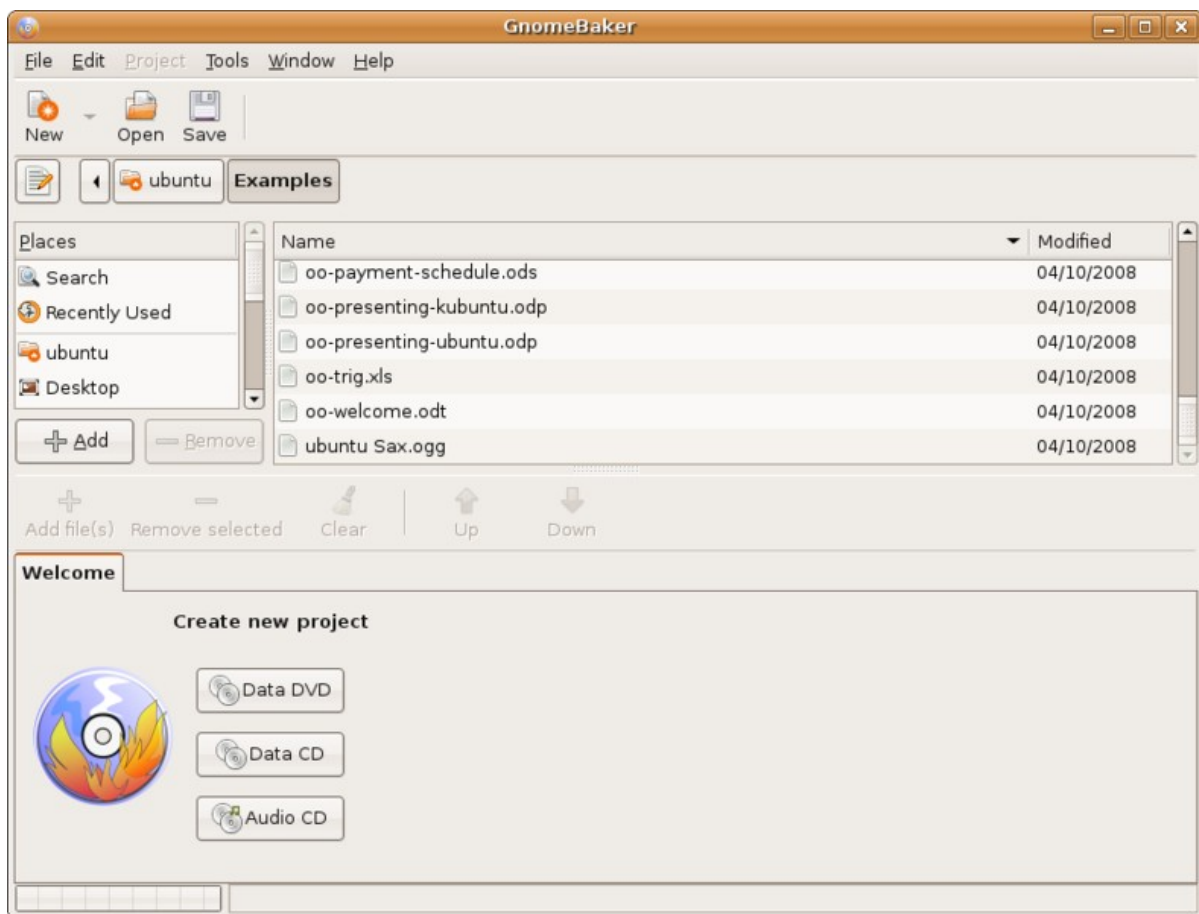 GnomeBaker
File Edit Project Tools Window Help
New Open Save
ubuntu Examples
Places Name Modified
Search oo-payment-schedule.ods 04/10/2008
Recently Used oo-presenting-kubuntu.odp 04/10/2008
ubuntu oo-presenting-ubuntu.odp 04/10/2008
Desktop oo-trig.xls 04/10/2008
oo-welcome.odt 04/10/2008
Add Remove ubuntu Sax.ogg 04/10/2008
Add file(s) Remove selected Clear Up Down
Welcome
Create new project
Data DVD
Data CD
Audio CD